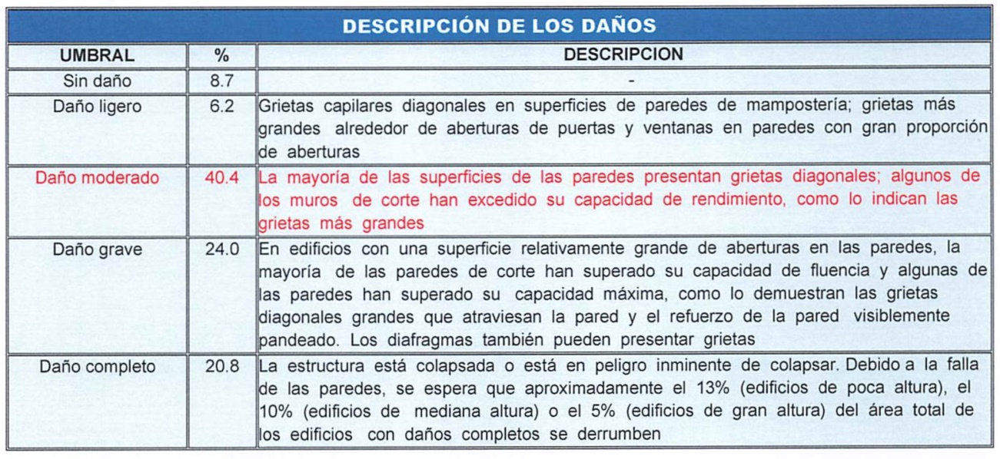 DESCRIPCIÓN DE LOS DAÑOS
UMBRAL % DESCRIPCION
Sin daño 8.7 -
Daño ligero 6.2 Grietas capilares diagonales en superficies de paredes de mampostería; grietas más
grandes alrededor de aberturas de puertas y ventanas en paredes con gran proporción
de aberturas
Daño moderado 40.4 La mayoría de las superficies de las paredes presentan grietas diagonales; algunos de
los muros de corte han excedido su capacidad de rendimiento, como lo indican las
grietas más grandes
Daño grave 24.0 En edificios con una superficie relativamente grande de aberturas en las paredes, la
mayoría de las paredes de corte han superado su capacidad de fluencia y algunas de
las paredes han superado su capacidad máxima, como lo demuestran las grietas
diagonales grandes que atraviesan la pared y el refuerzo de la pared visiblemente
pandeado. Los diafragmas también pueden presentar grietas
Daño completo 20.8 La estructura está colapsada o está en peligro inminente de colapsar. Debido a la falla
de las paredes, se espera que aproximadamente el 13% (edificios de poca altura), el
10% (edificios de mediana altura) o el 5% (edificios de gran altura) del área total de
los edificios con daños completos se derrumben